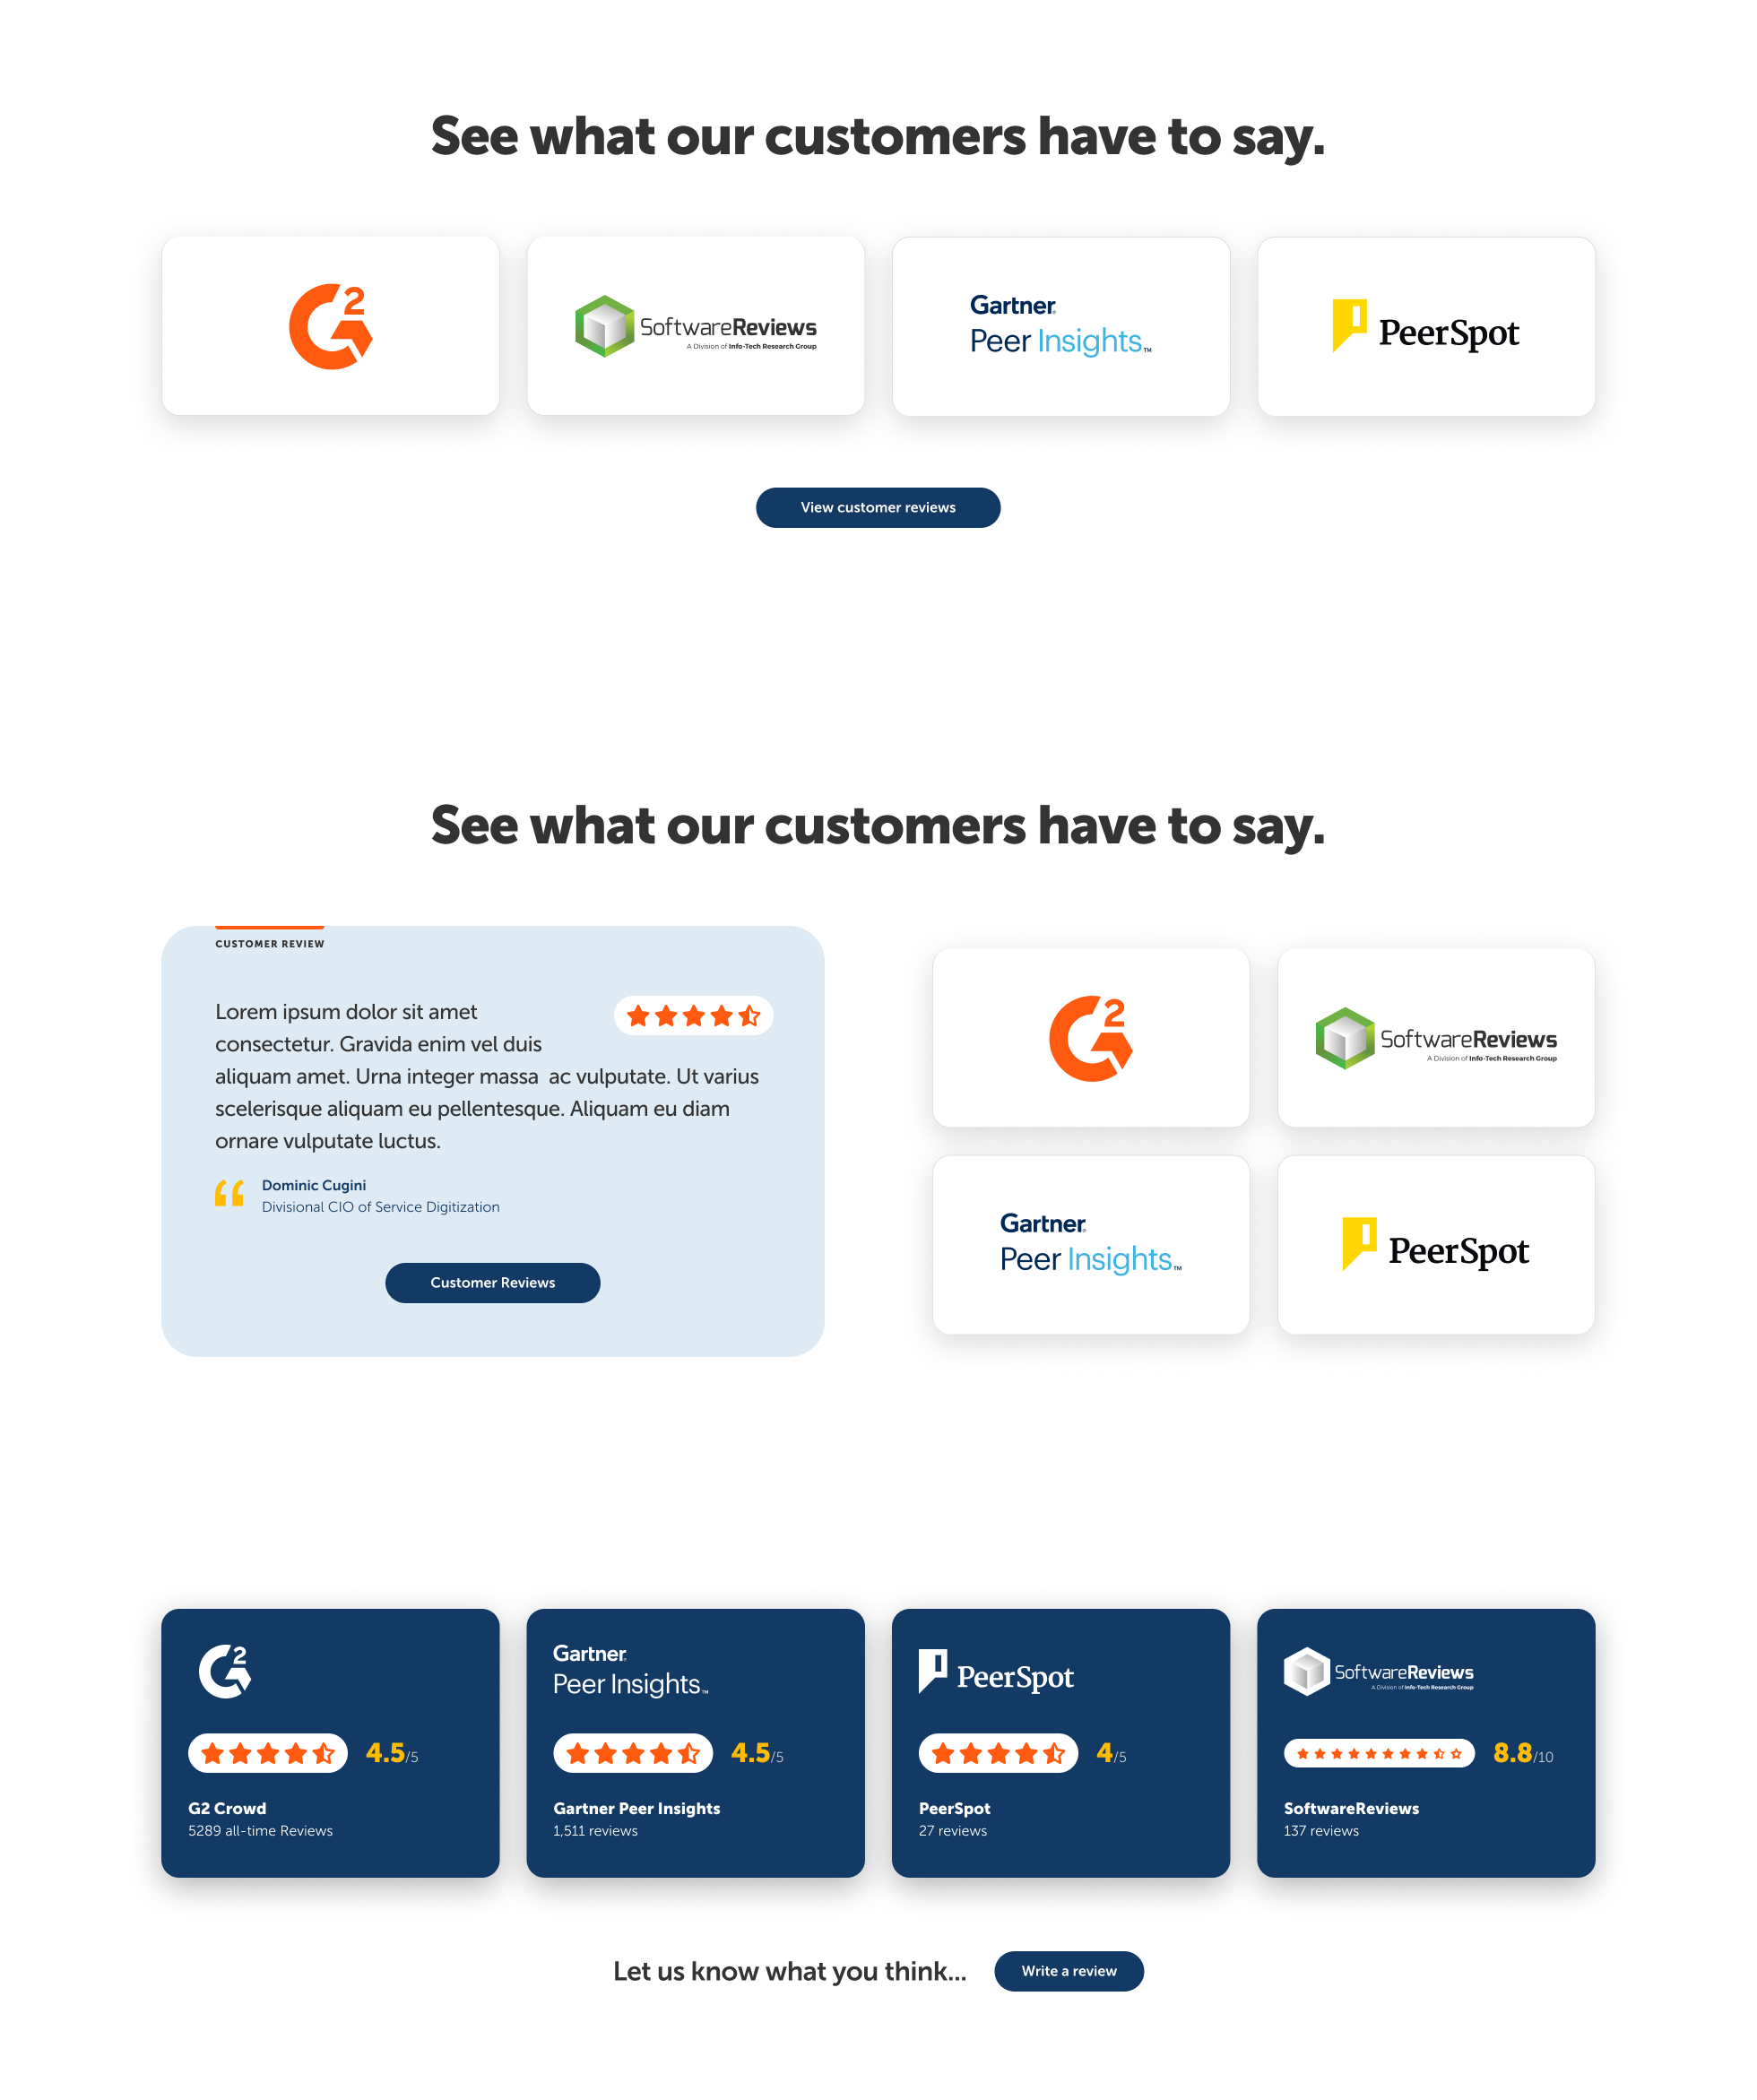 See what our customers have to say.
G2
SoftwareReviews
A Division of Info-Tech Research Group
Gartner®
Peer Insights™
PeerSpot
View customer reviews
See what our customers have to say.
CUSTOMER REVIEW
Lorem ipsum dolor sit amet
consectetur. Gravida enim vel duis
aliquam amet. Urna integer massa  ac vulputate. Ut varius
scelerisque aliquam eu pellentesque. Aliquam eu diam
ornare vulputate luctus.
Dominic Cugini
Divisional CIO of Service Digitization
Customer Reviews
G2
SoftwareReviews
A Division of Info-Tech Research Group
Gartner®
Peer Insights™
PeerSpot
G2
4.5/5
G2 Crowd
5289 all-time Reviews
Gartner®
Peer Insights™
4.5/5
Gartner Peer Insights
1,511 reviews
PeerSpot
4/5
PeerSpot
27 reviews
SoftwareReviews
A Division of Info-Tech Research Group
8.8/10
SoftwareReviews
137 reviews
Let us know what you think...
Write a review